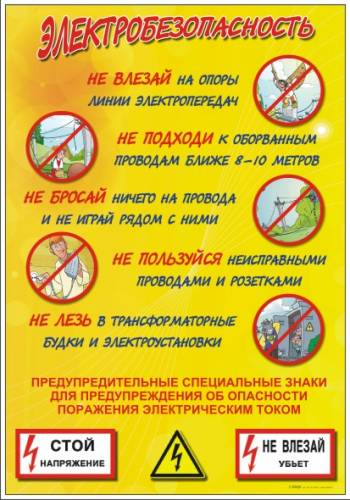 ЭЛЕКТРОБЕЗОПАСНОСТЬ
НЕ ВЛЕЗАЙ НА ОПОРЫ
ЛИНИИ ЭЛЕКТРОПЕРЕДАЧ
НЕ ПОДХОДИ К ОБОРВАННЫМ
ПРОВОДАМ БЛИЖЕ 8-10 МЕТРОВ
НЕ БРОСАЙ НИЧЕГО НА ПРОВОДА
И НЕ ИГРАЙ РЯДОМ С НИМИ
НЕ ПОЛЬЗУЙСЯ НЕИСПРАВНЫМИ
ПРОВОДАМИ И РОЗЕТКАМИ
НЕ ЛЕЗЬ В ТРАНСФОРМАТОРНЫЕ
БУДКИ И ЭЛЕКТРОУСТАНОВКИ
ПРЕДУПРЕДИТЕЛЬНЫЕ СПЕЦИАЛЬНЫЕ ЗНАКИ
ДЛЯ ПРЕДУПРЕЖДЕНИЯ ОБ ОПАСНОСТИ
ПОРАЖЕНИЯ ЭЛЕКТРИЧЕСКИМ ТОКОМ
СТОЙ
НАПРЯЖЕНИЕ
НЕ ВЛЕЗАЙ
УБЬЕТ